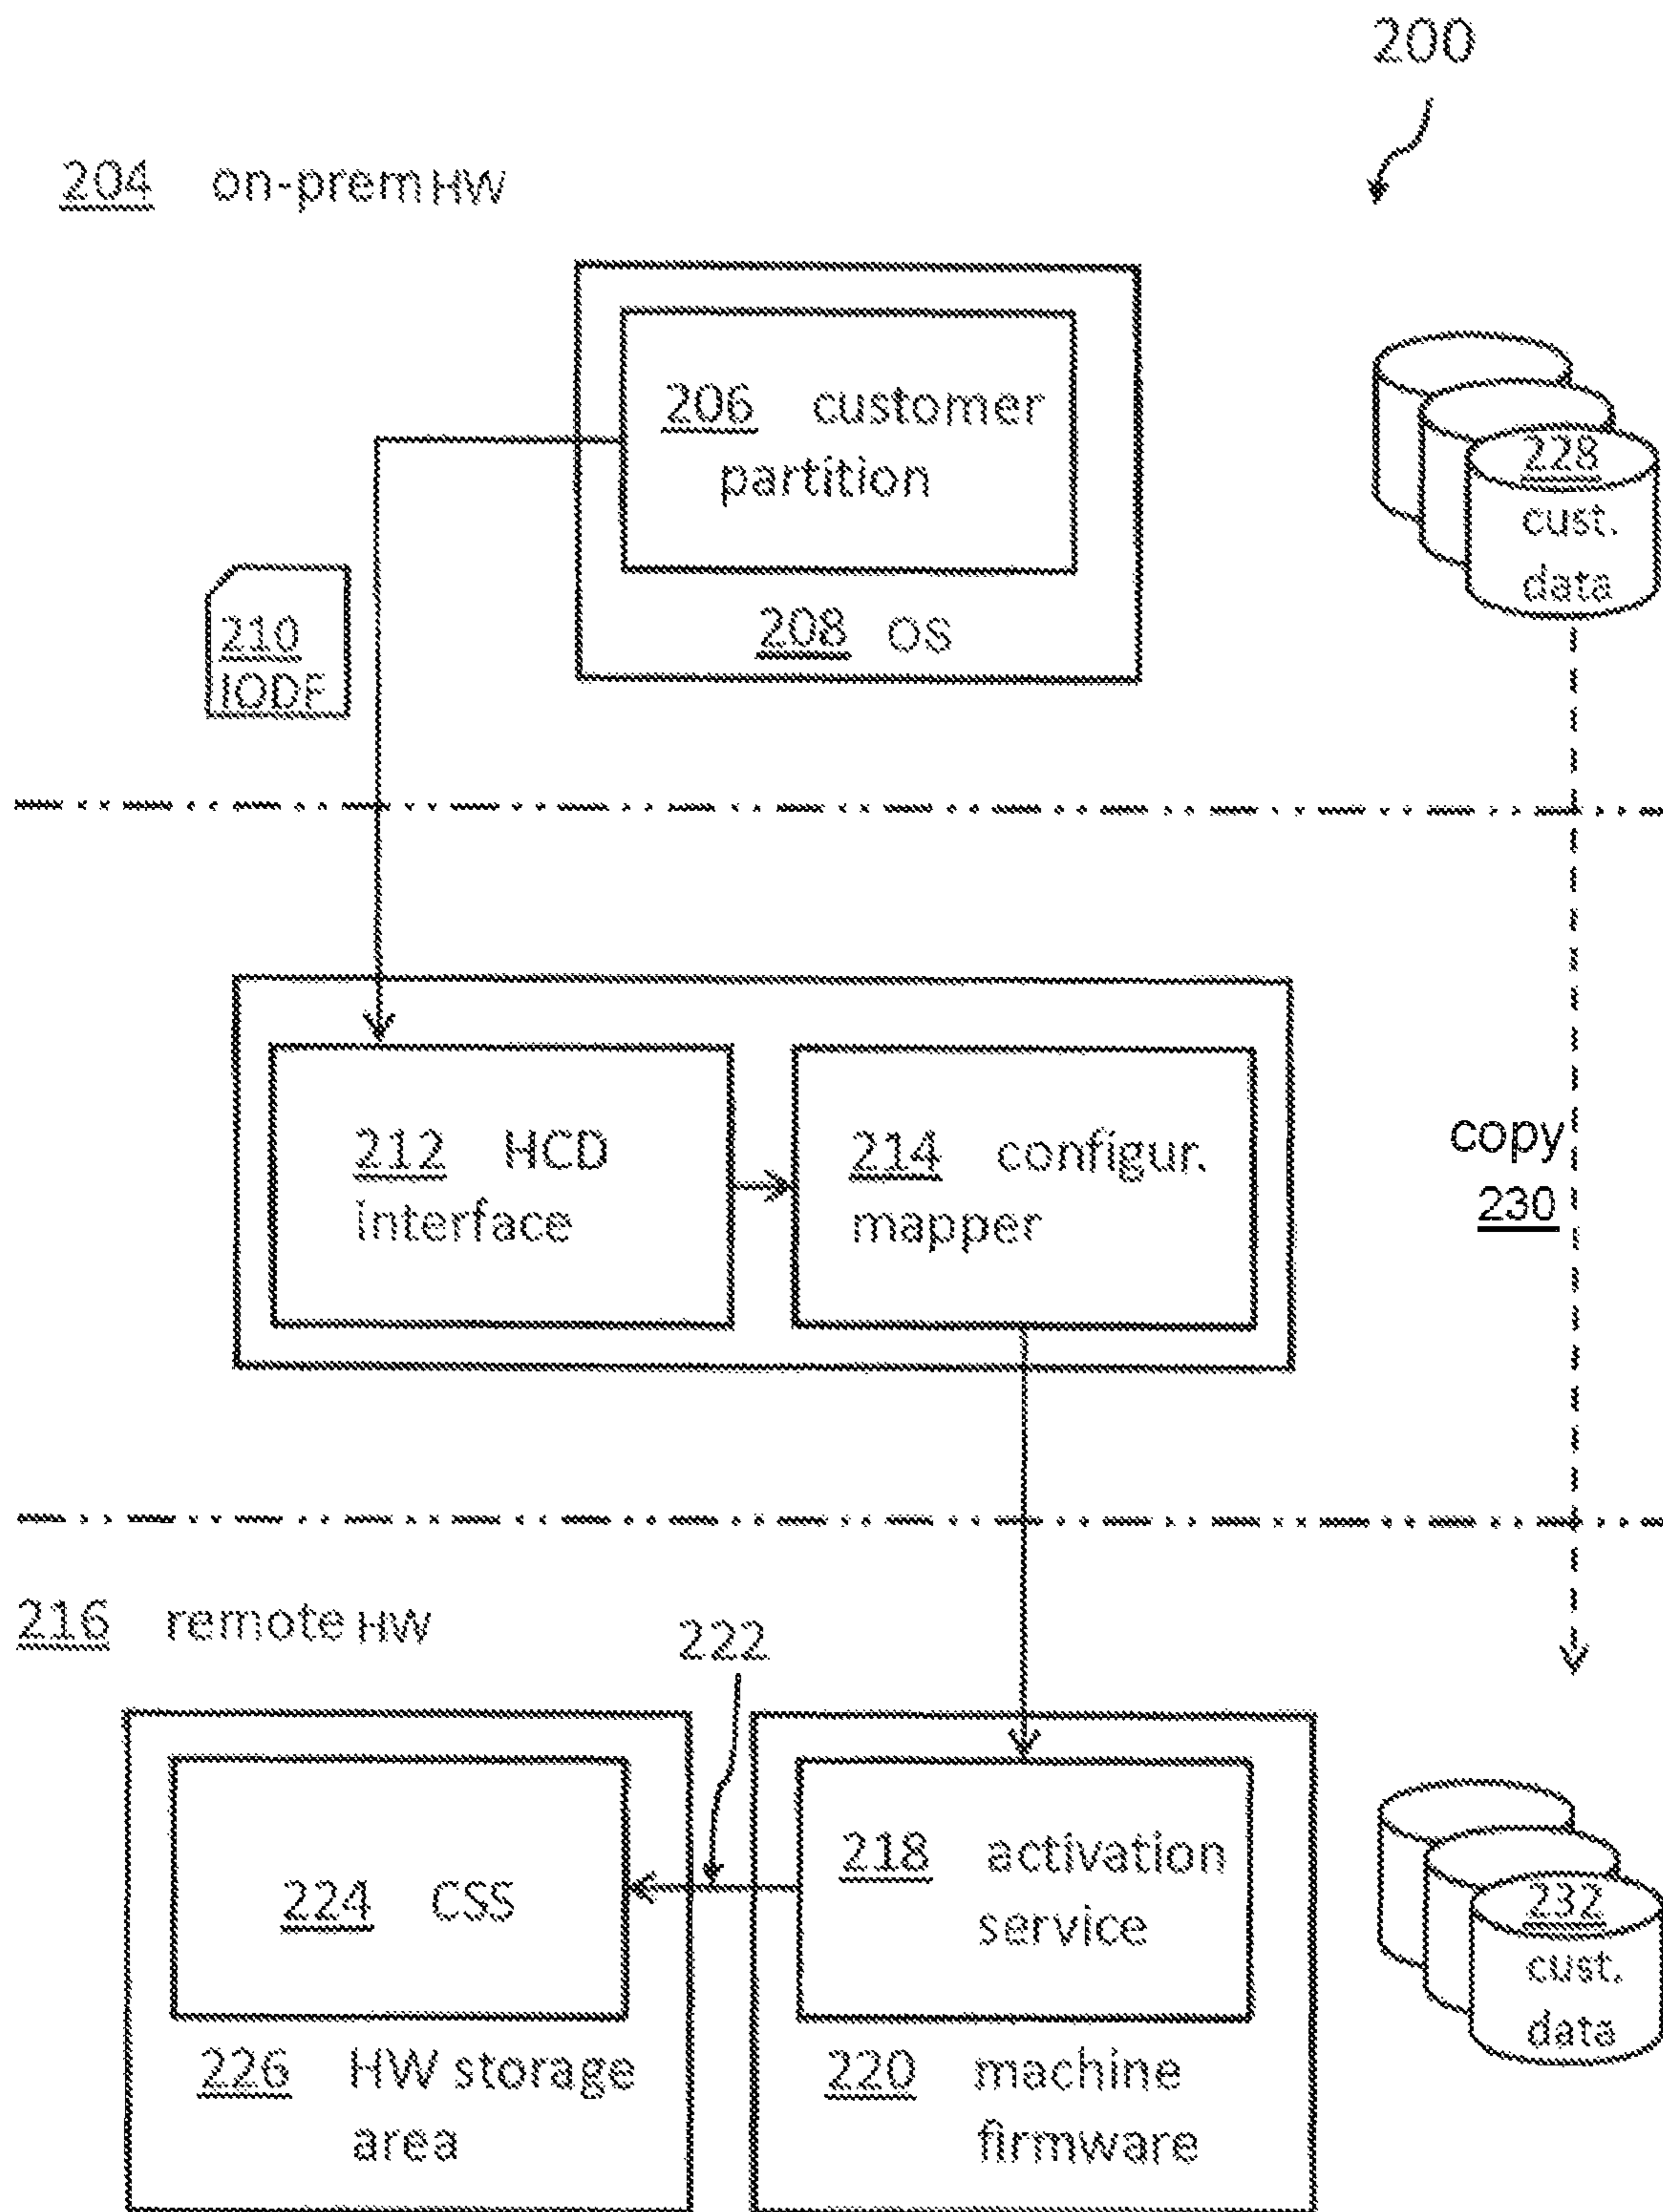 200
204 on-prem HW
206 customer
partition
208 OS
228
cust.
data
210
IODF
212 HCD
Interface
214 configur.
mapper
copy
230
216 remote HW
222
224 CSS
226 HW storage
area
218 activation
service
220 machine
firmware
232
cust.
data